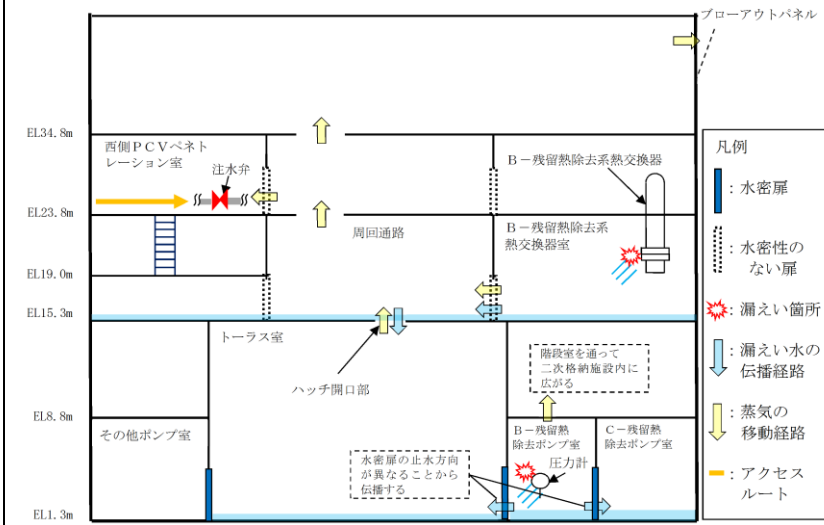 ブローアウトパネル
EL34.8m
西側PCVペネト
レーション室
注水弁
B－残留熱除去系熱交換器
凡例
：水密扉
EL23.8m
周回通路
B－残留熱除去系
熱交換器室
：水密性の
ない扉
EL19.0m
EL15.3m
：漏えい箇所
トーラス室
：漏えい水の
伝播経路
ハッチ開口部
階段室を通って
二次格納施設内に
広がる
：蒸気の
移動経路
EL8.8m
その他ポンプ室
B－残留熱
除去ポンプ室
C－残留熱
除去ポンプ室
圧力計
水密扉の止水方向
が異なることから
伝播する
：アクセス
ルート
EL1.3m